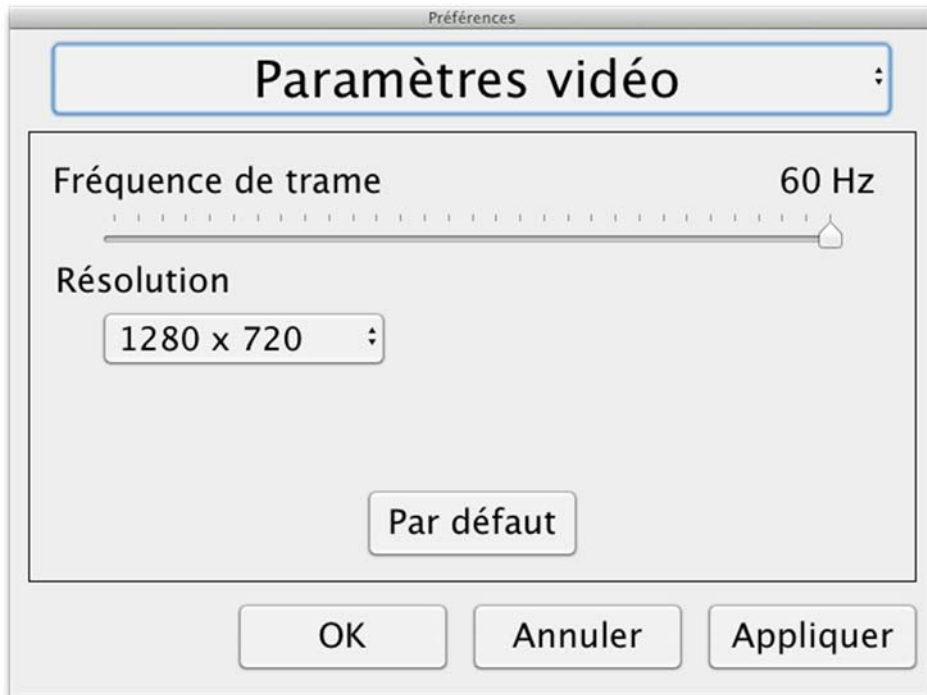 Préférences
Paramètres vidéo
Fréquence de trame 60 Hz
Résolution
1280 x 720
Par défaut
OK Annuler Appliquer